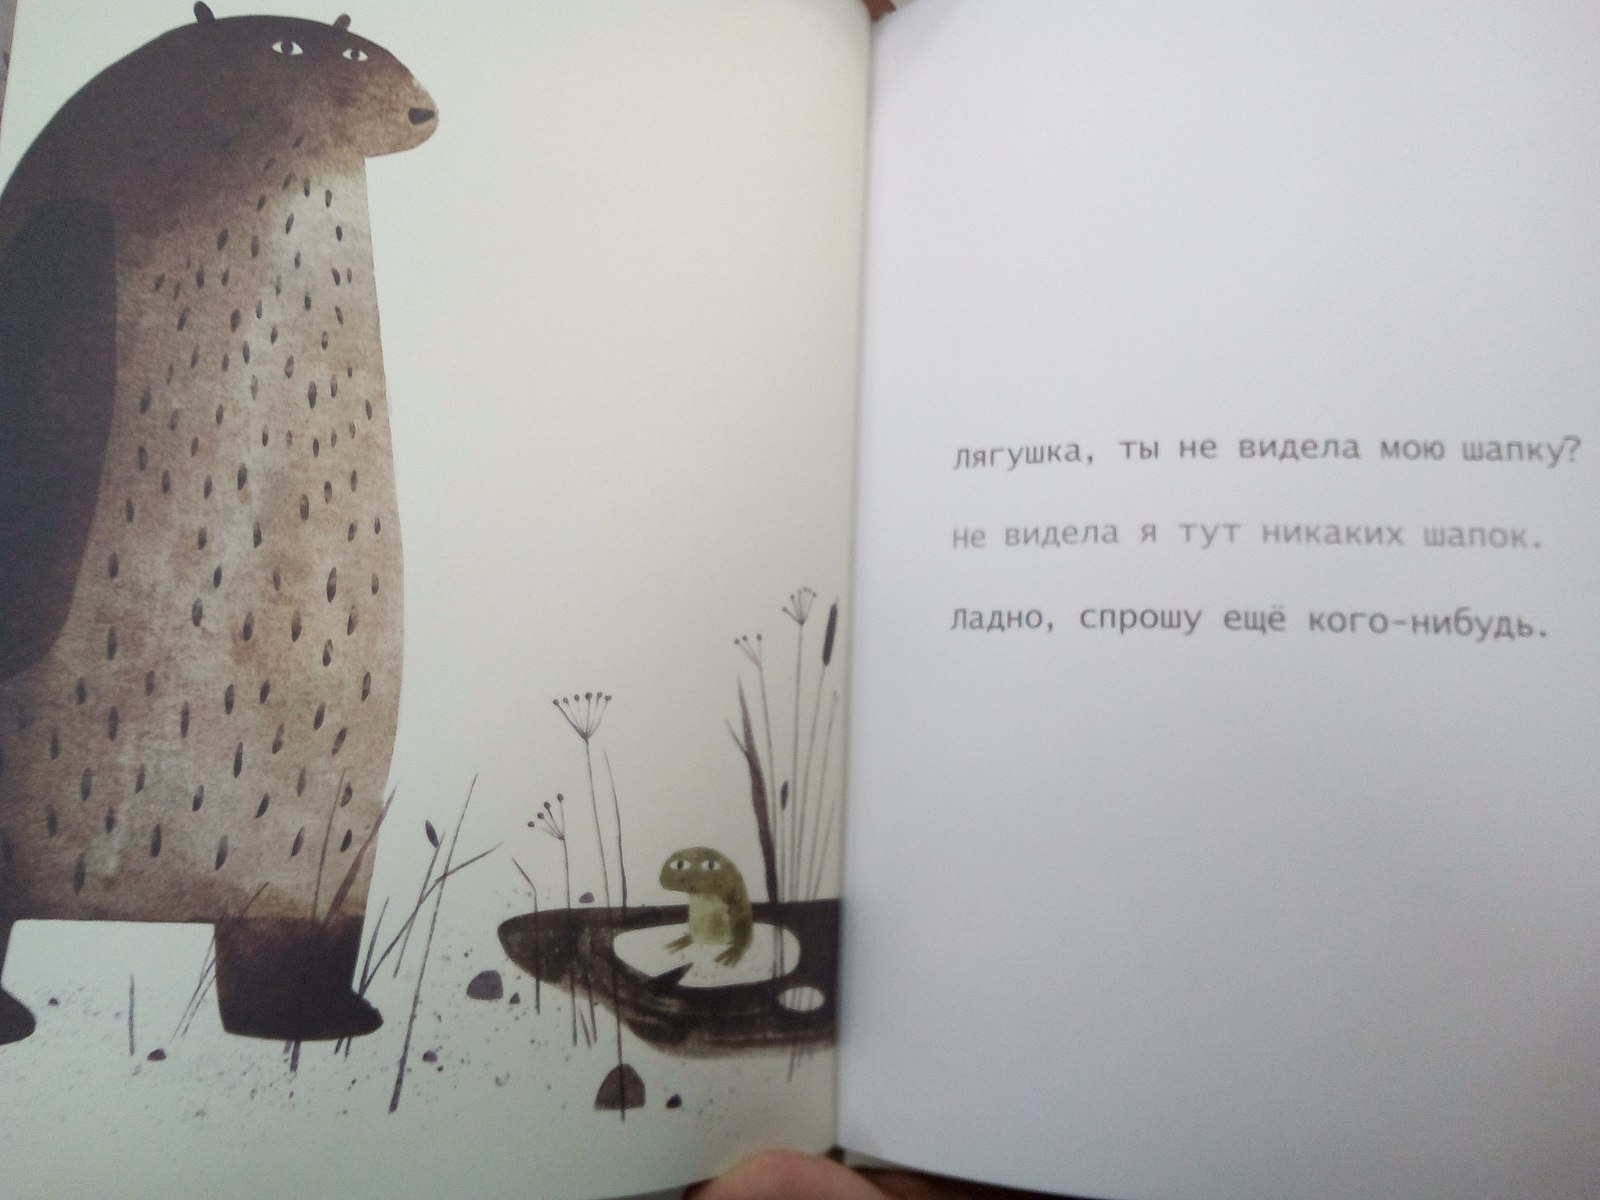 Лягушка, ты не видела мою шапку?
не видела я тут никаких шапок.
Ладно, спрошу ещё кого-нибудь.